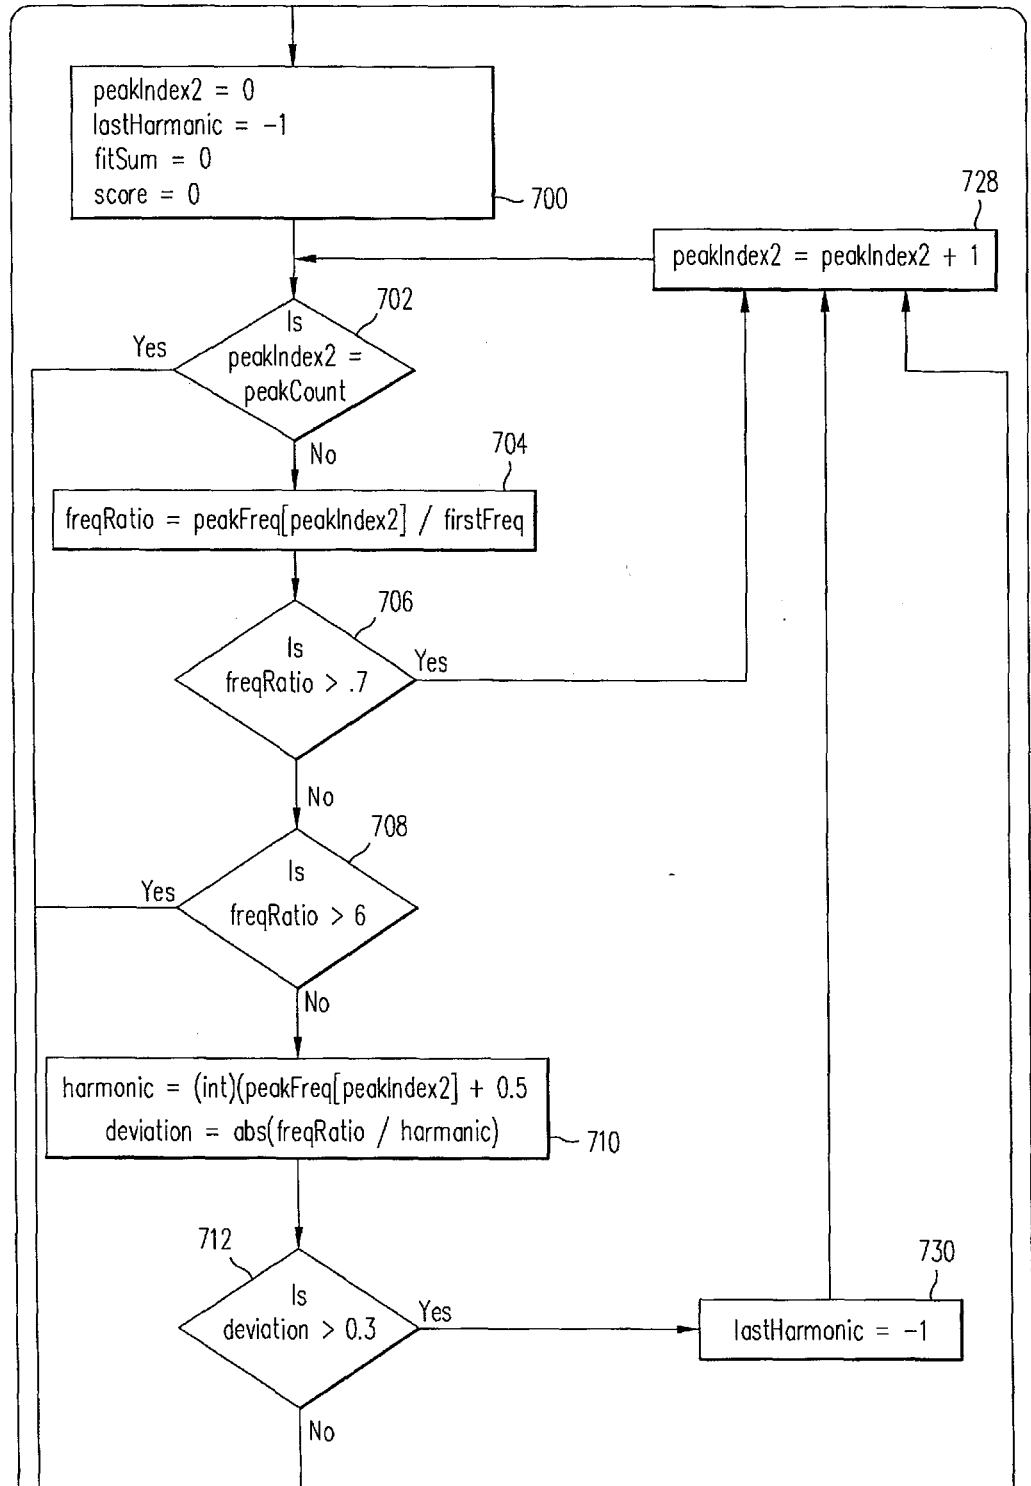 peakIndex2 = 0
lastHarmanic = -1
fitSum = 0
score = 0
700
728
peakIndex2 = peakIndex2 + 1
702
Yes
Is
peakIndex2 =
peakCount
No
704
freqRatio = peakFreq[peakIndex2] / firstFreq
706
Is
freqRatio > .7
Yes
No
708
Yes
Is
freqRatio > 6
No
harmonic = (int)(peakFreq[peakIndex2] + 0.5
deviation = abs(freqRatio / harmanic)
710
712
Is
deviation > 0.3
Yes
730
lastHarmonic = -1
No